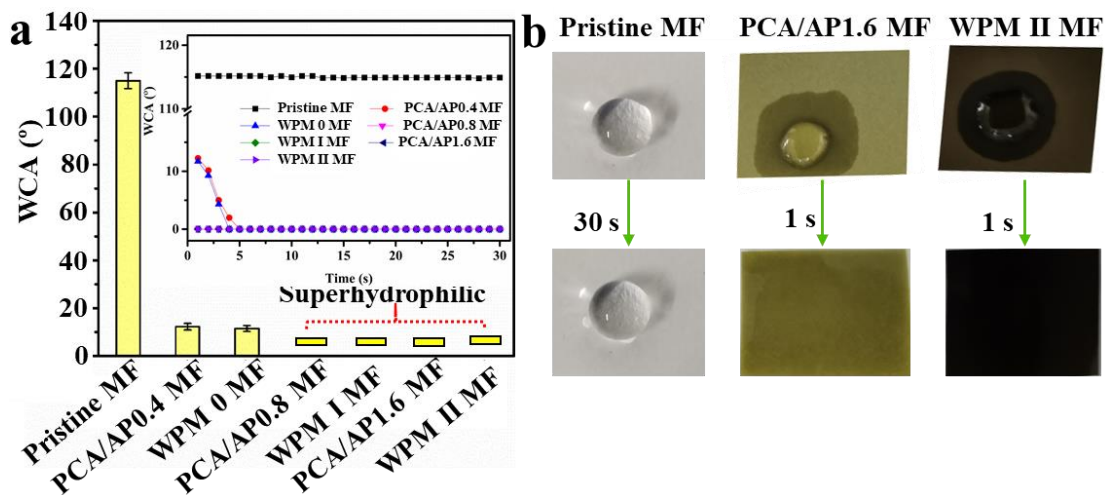 a
WCA (º)
140
120
100
80
60
40
20
0
WCA (°)
115
110
10
0
Pristine MF
PCA/AP0.4 MF
WPM 0 MF
PCA/AP0.8 MF
WPM I MF
PCA/AP1.6 MF
WPM II MF
0 5 10 15 20 25 30
Time (s)
Superhydrophilic
Pristine MF
PCA/AP0.4 MF
WPM 0 MF
PCA/AP0.8 MF
WPM I MF
PCA/AP1.6 MF
WPM II MF
b
Pristine MF PCA/AP1.6 MF WPM II MF
30 s 1 s 1 s